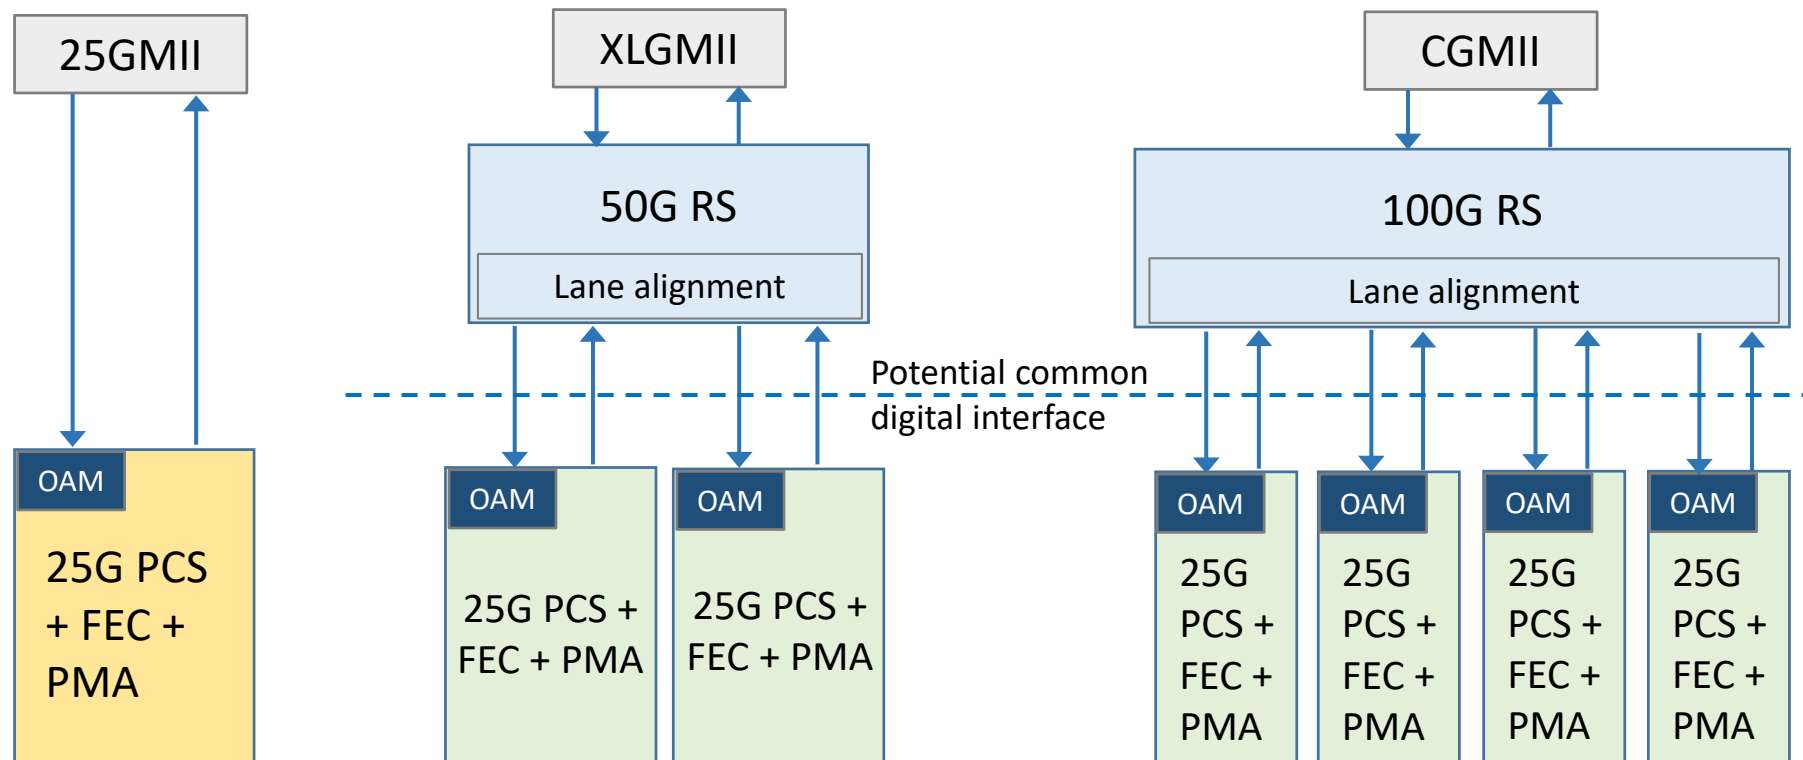 25GMII
XLGMII
CGMII
50G RS
Lane alignment
100G RS
Lane alignment
Potential common
digital interface
OAM
25G PCS
+ FEC +
PMA
OAM
25G PCS +
FEC + PMA
OAM
25G PCS +
FEC + PMA
OAM
25G
PCS +
FEC +
PMA
OAM
25G
PCS +
FEC +
PMA
OAM
25G
PCS +
FEC +
PMA
OAM
25G
PCS +
FEC +
PMA